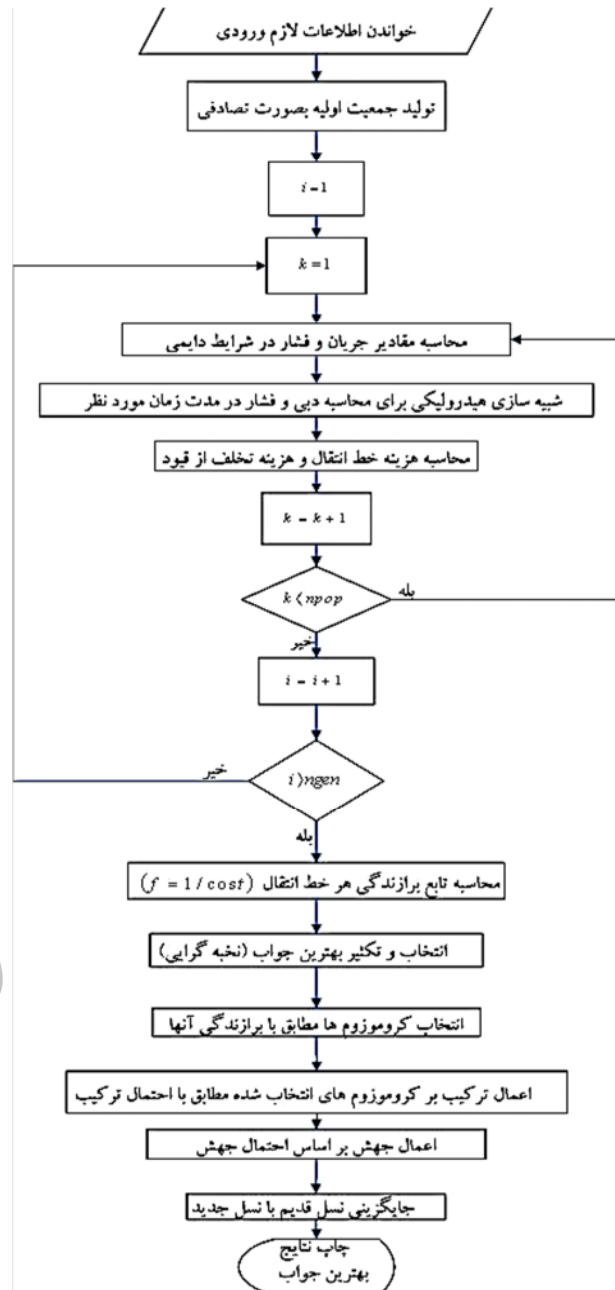 خواندن اطلاعات لازم ورودی
تولید جمعیت اولیه بصورت تصادفی
i = 1
k = 1
محاسبه مقادیر جریان و فشار در شرایط دایمی
شبیه سازی هیدرولیکی برای محاسبه دبی و فشار در مدت زمان مورد نظر
محاسبه هزینه خط انتقال و هزینه تخلف از قیود
k = k + 1
k ⟨ npop
بله
خیر
i = i + 1
i ⟩ngen
خیر
بله
محاسبه تابع برازندگی هر خط انتقال (f = 1 / cost)
انتخاب و تکثیر بهترین جواب (نخبه گرایی)
انتخاب کروموزوم ها مطابق با برازندگی آنها
اعمال ترکیب بر کروموزوم های انتخاب شده مطابق با احتمال ترکیب
اعمال جهش بر اساس احتمال جهش
جایگزینی نسل قدیم با نسل جدید
چاپ نتایج
بهترین جواب